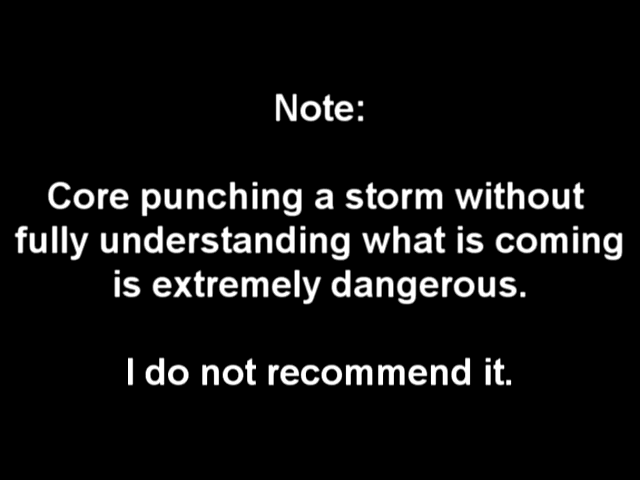 Note:
Core punching a storm without
fully understanding what is coming
is extremely dangerous.
I do not recommend it.